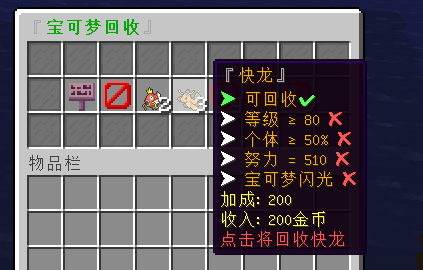 『宝可梦回收』
2
『快龙』
➤ 可回收✔
➤ 等级 ≥ 80 ✘
➤ 个体 ≥ 50% ✘
➤ 努力 = 510 ✘
➤ 宝可梦闪光 ✘
加成: 200
收入: 200金币
点击将回收快龙
物品栏